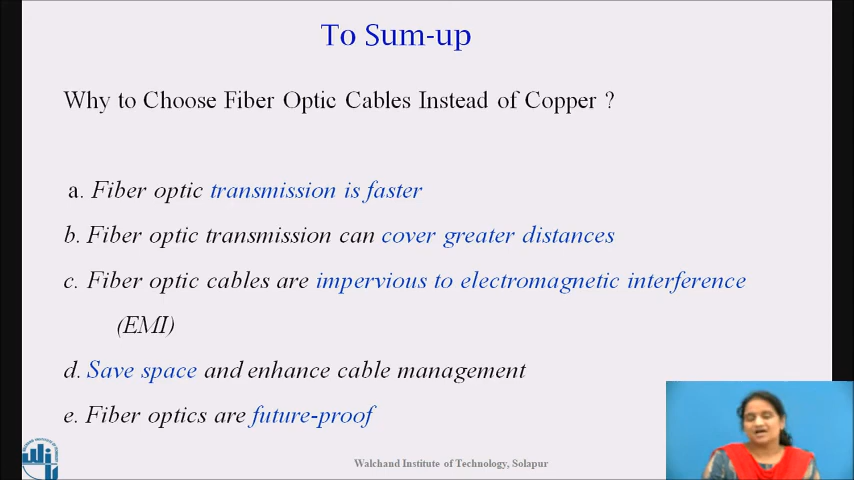 To Sum-up
Why to Choose Fiber Optic Cables Instead of Copper ?
a. Fiber optic transmission is faster
b. Fiber optic transmission can cover greater distances
c. Fiber optic cables are impervious to electromagnetic interference
(EMI)
d. Save space and enhance cable management
e. Fiber optics are future-proof
Walchand Institute of Technology, Solapur